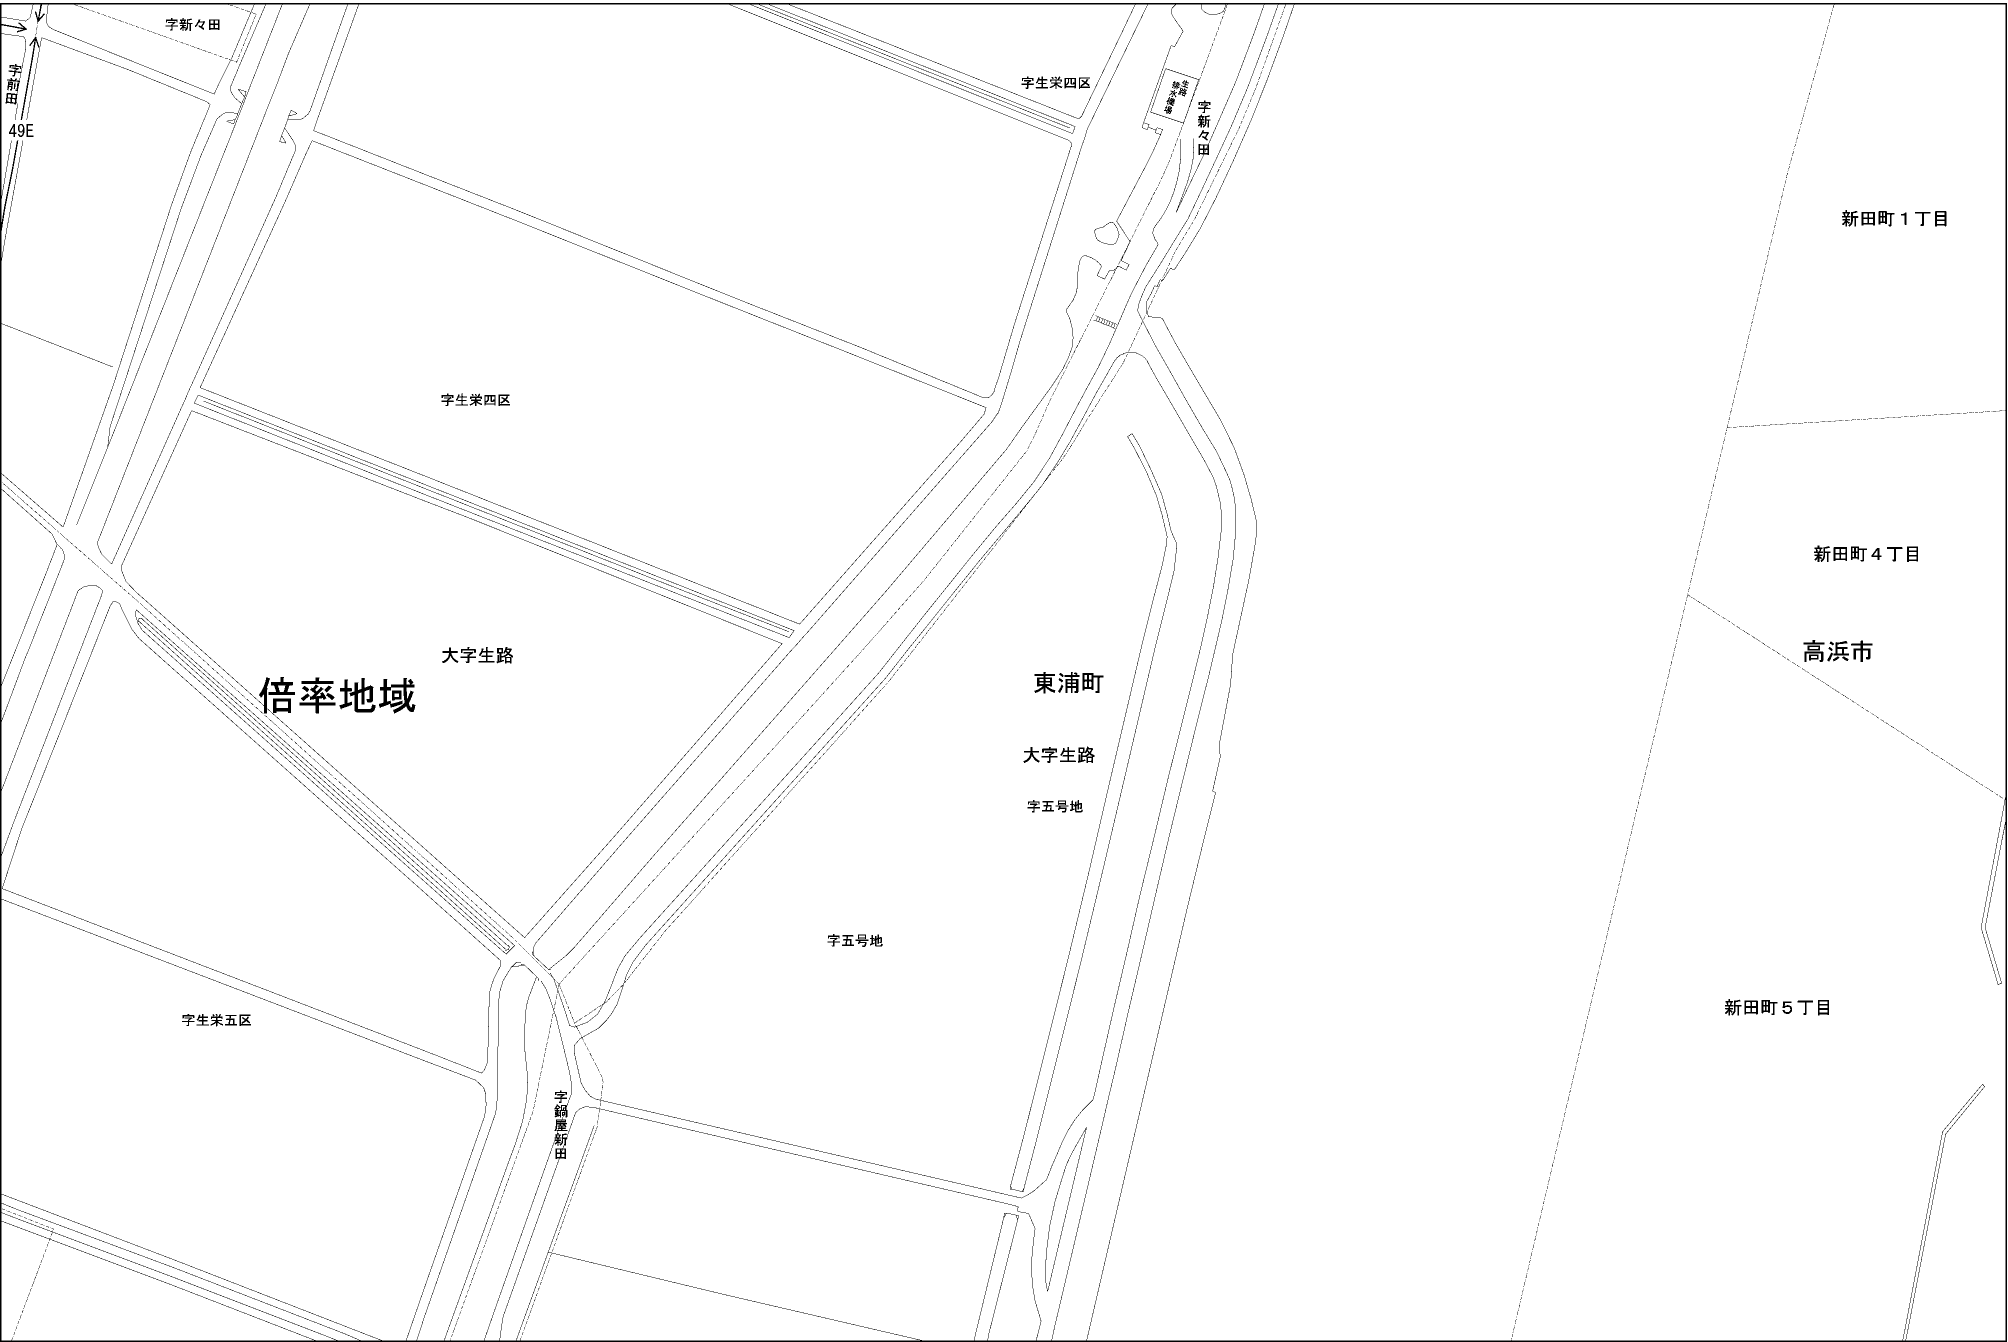 字新々田
字前田
49E
字生栄四区
生路
排水機場
字新々田
新田町１丁目
字生栄四区
新田町４丁目
大字生路
高浜市
倍率地域
東浦町
大字生路
字五号地
字五号地
新田町５丁目
字生栄五区
字鍋屋新田